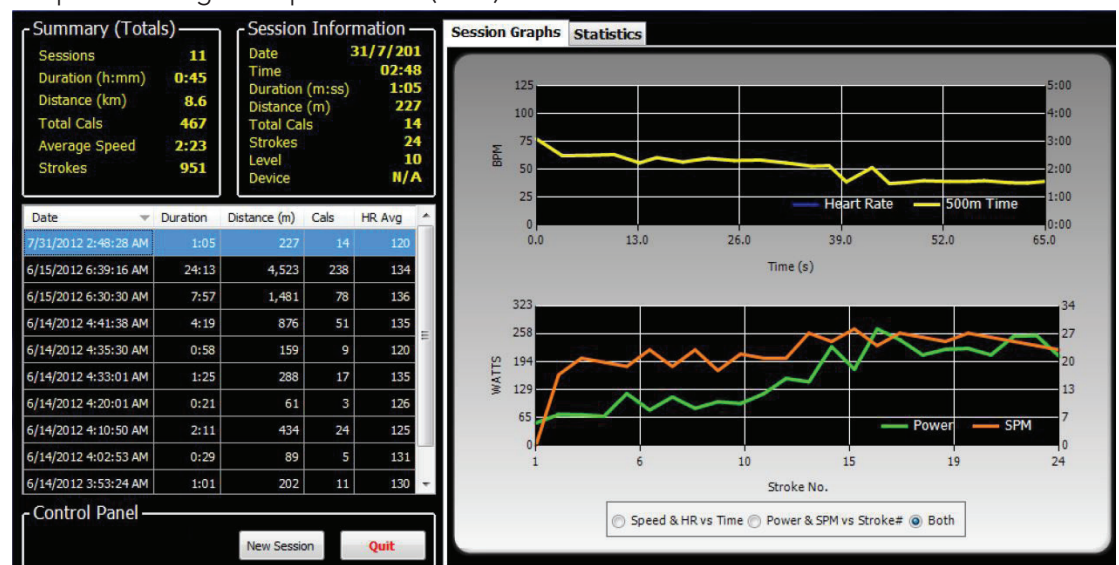 Summary (Totals)
Sessions 11
Duration (h:mm) 0:45
Distance (km) 8.6
Total Cals 467
Average Speed 2:23
Strokes 951
Session Information
Date 31/7/201
Time 02:48
Duration (m:ss) 1:05
Distance (m) 227
Total Cals 14
Strokes 24
Level 10
Device N/A
Date Duration Distance (m) Cals HR Avg
7/31/2012 2:48:28 AM 1:05 227 14 120
6/15/2012 6:39:16 AM 24:13 4,523 238 134
6/15/2012 6:30:30 AM 7:57 1,481 78 136
6/14/2012 4:41:38 AM 4:19 876 51 135
6/14/2012 4:35:30 AM 0:58 159 9 120
6/14/2012 4:33:01 AM 1:25 288 17 135
6/14/2012 4:20:01 AM 0:21 61 3 126
6/14/2012 4:10:50 AM 2:11 434 24 125
6/14/2012 4:02:53 AM 0:29 89 5 131
6/14/2012 3:53:24 AM 1:01 202 11 130
Control Panel
New Session Quit
Session Graphs Statistics
125 5:00
100 4:00
75 3:00
BPM
50 2:00
25 1:00
Heart Rate 500m Time
0 0:00
0.0 13.0 26.0 39.0 52.0 65.0
Time (s)
323 34
258 27
194 20
WATTS
129 13
65 7
Power SPM
0 0
1 6 10 15 19 24
Stroke No.
Speed & HR vs Time Power & SPM vs Stroke# Both